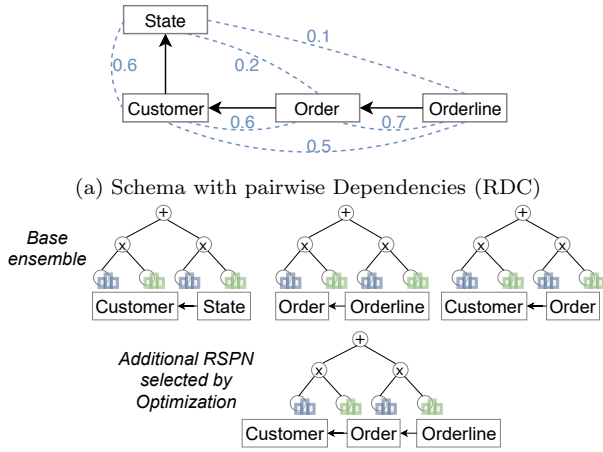 State
0.1
0.6
0.2
Customer
Order
Orderline
0.6
0.7
0.5
(a) Schema with pairwise Dependencies (RDC)
Base
ensemble
+
+
+
x
x
x
x
x
x
Customer
State
Order
Orderline
Customer
Order
Additional RSPN
selected by
Optimization
+
x
x
Customer
Order
Orderline